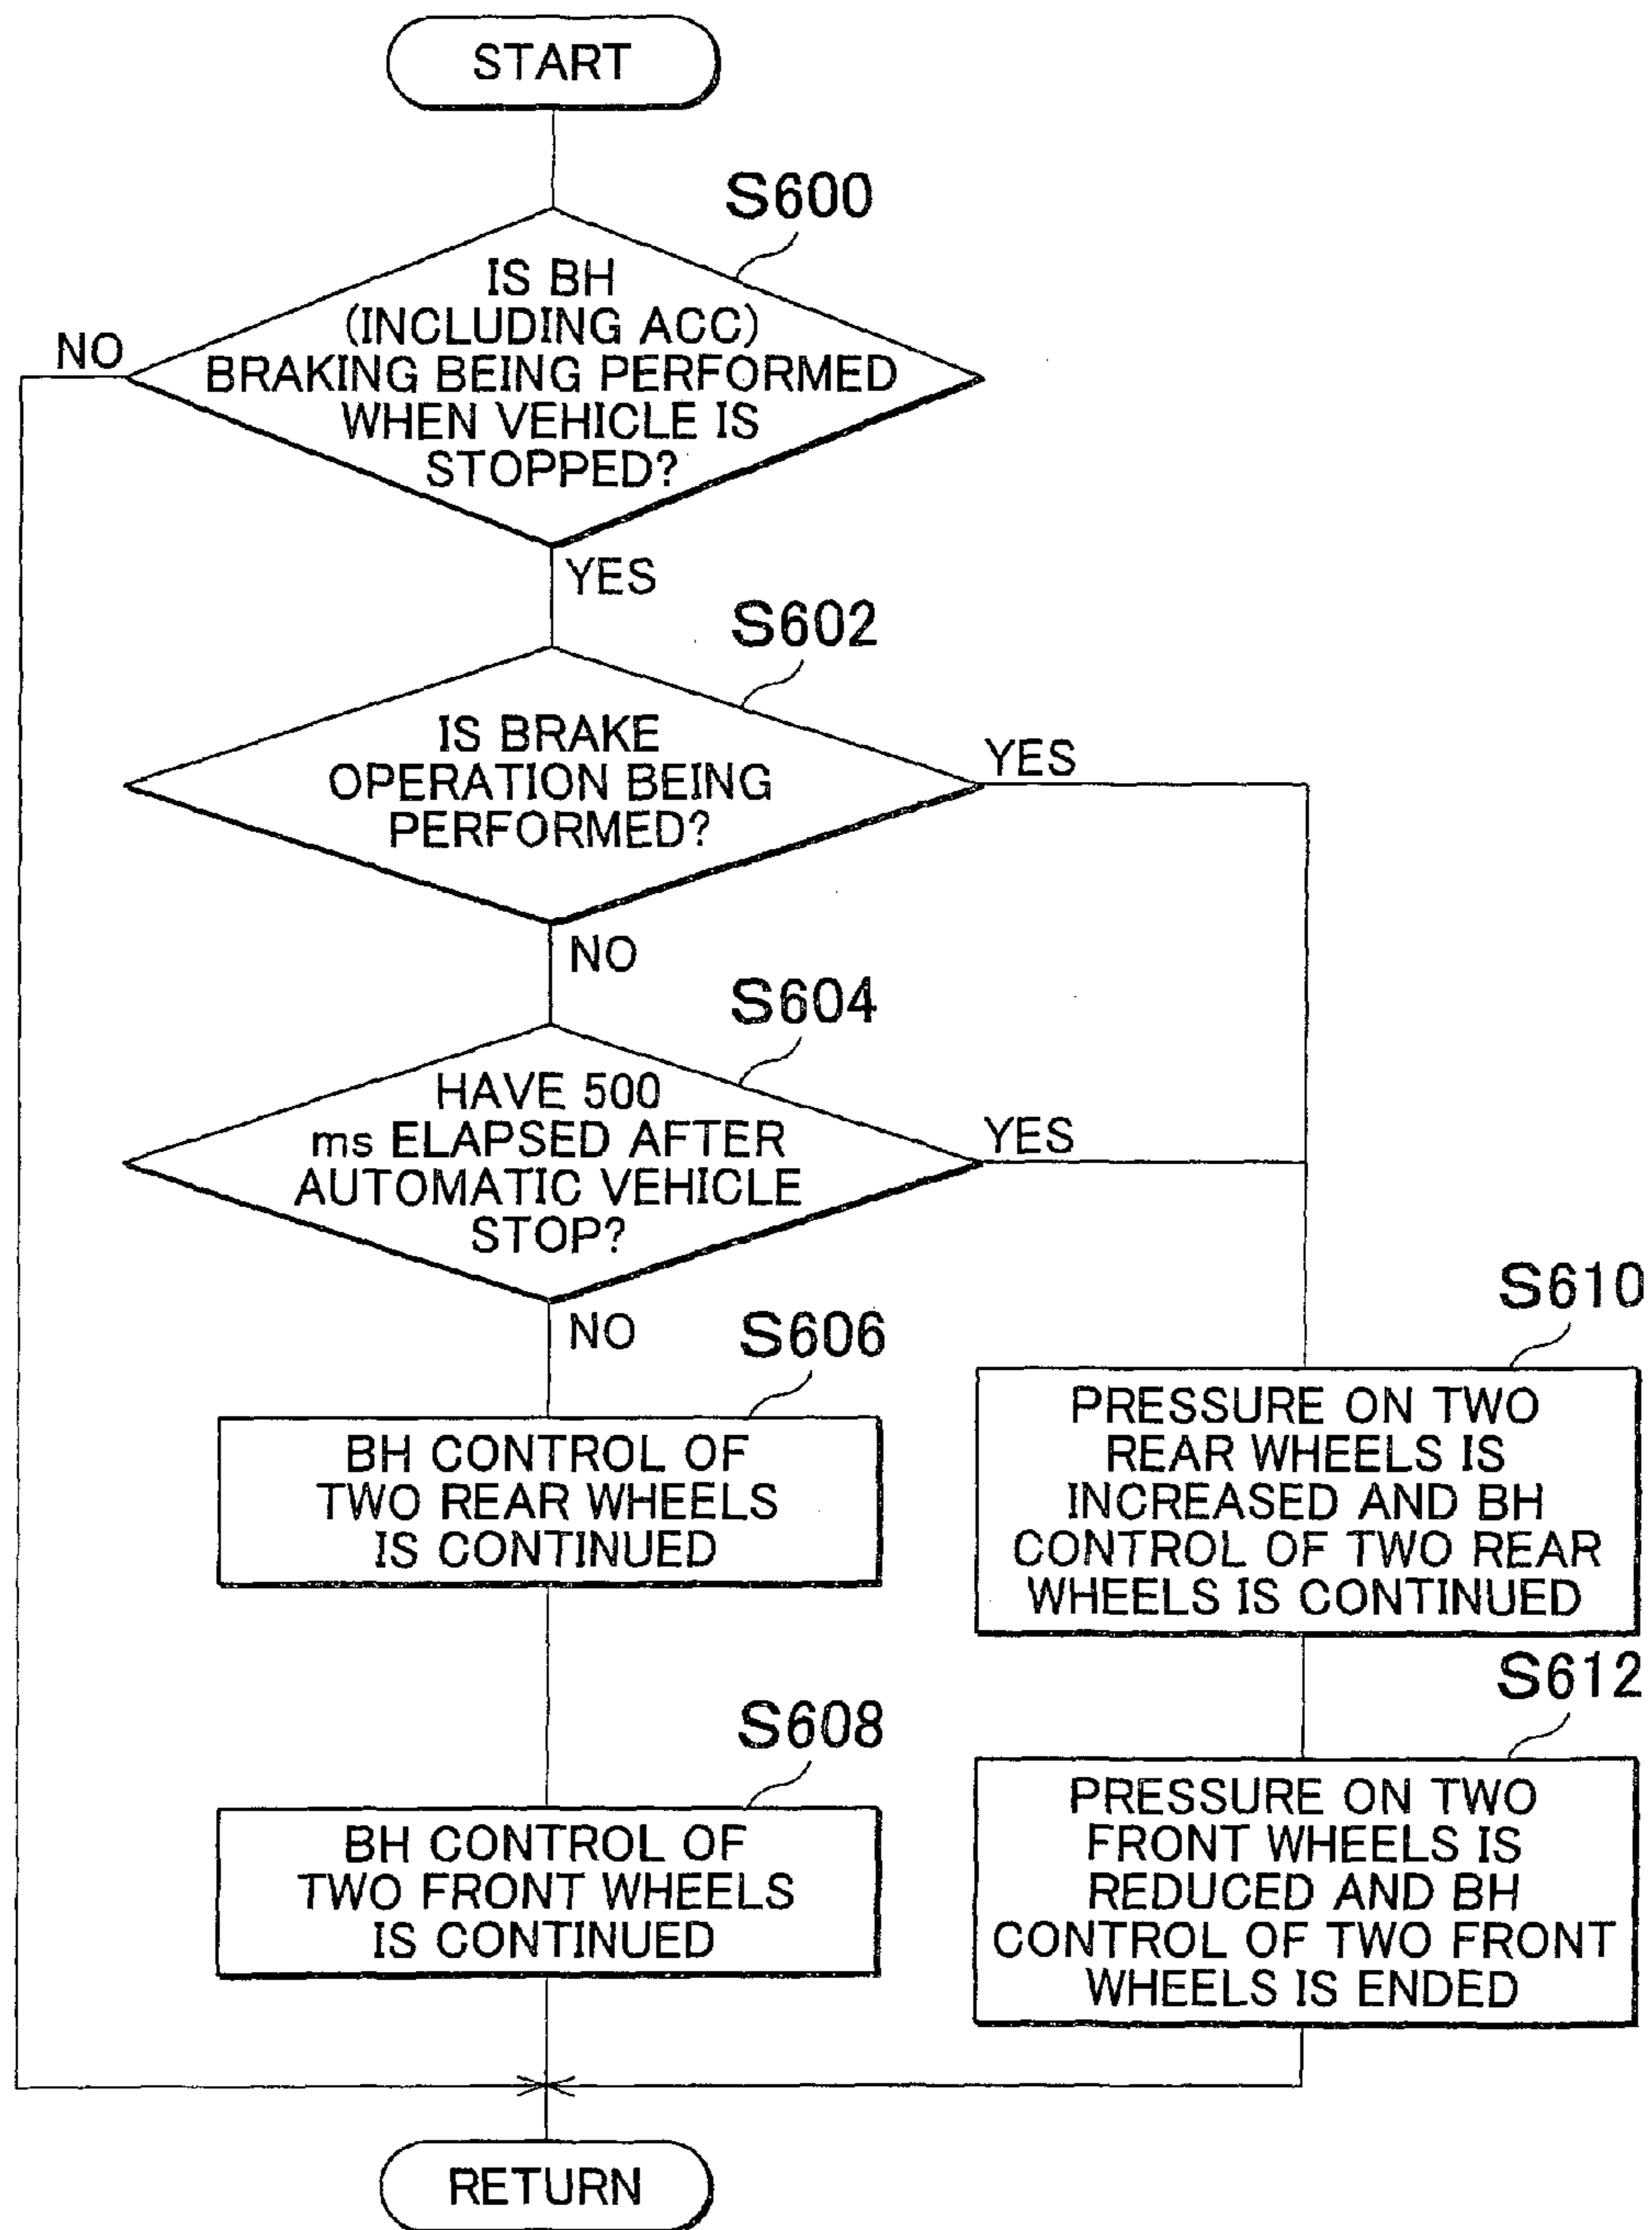 START
S600
IS BH
(INCLUDING ACC)
BRAKING BEING PERFORMED
WHEN VEHICLE IS
STOPPED?
NO
YES
S602
IS BRAKE
OPERATION BEING
PERFORMED?
YES
NO
S604
HAVE 500
ms ELAPSED AFTER
AUTOMATIC VEHICLE
STOP?
YES
NO
S606
BH CONTROL OF
TWO REAR WHEELS
IS CONTINUED
S608
BH CONTROL OF
TWO FRONT WHEELS
IS CONTINUED
S610
PRESSURE ON TWO
REAR WHEELS IS
INCREASED AND BH
CONTROL OF TWO REAR
WHEELS IS CONTINUED
S612
PRESSURE ON TWO
FRONT WHEELS IS
REDUCED AND BH
CONTROL OF TWO FRONT
WHEELS IS ENDED
RETURN